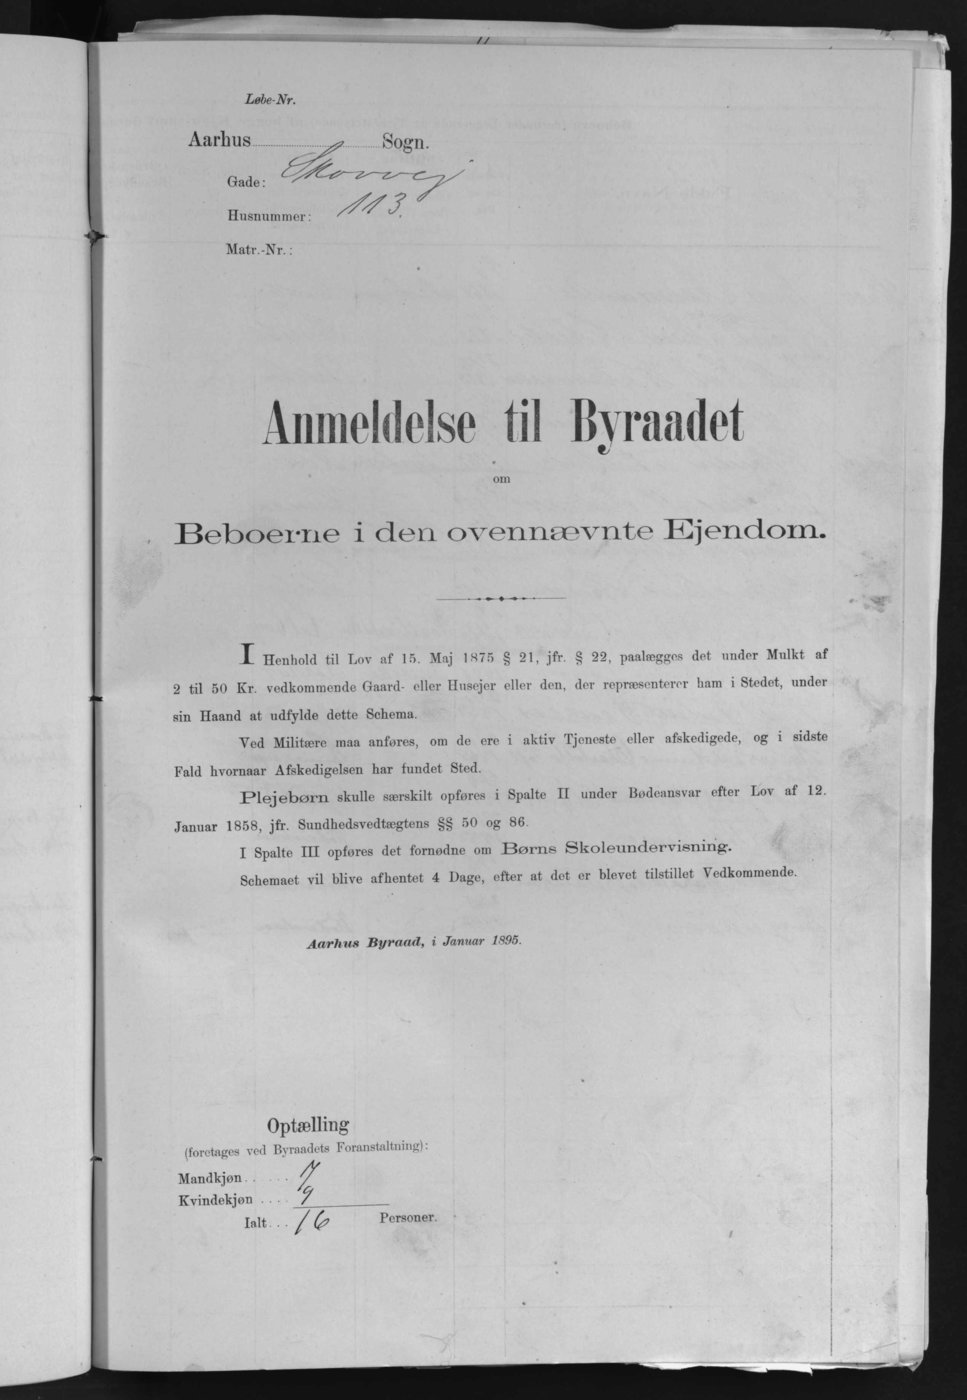 Løbe-Nr.
Aarhus Sogn.
Gade: Skovvej
Husnummer: 113.
Matr.-Nr.:
Anmeldelse til Byraadet
om
Beboerne i den ovennævnte Ejendom.
I Henhold til Lov af 15. Maj 1875 § 21, jfr. § 22, paalægges det under Mulkt af
2 til 50 Kr. vedkommende Gaard- eller Husejer eller den, der repræsenterer ham i Stedet, under
sin Haand at udfylde dette Schema.
Ved Militære maa anføres, om de ere i aktiv Tjeneste eller afskedigede, og i sidste
Fald hvornaar Afskedigelsen har fundet Sted.
Plejebørn skulle særskilt opføres i Spalte II under Bødeansvar efter Lov af 12.
Januar 1858, jfr. Sundhedsvedtægtens §§ 50 og 86.
I Spalte III opføres det fornødne om Børns Skoleundervisning.
Schemaet vil blive afhentet 4 Dage, efter at det er blevet tilstillet Vedkommende.
Aarhus Byraad, i Januar 1895.
Optælling
(foretages ved Byraadets Foranstaltning):
Mandkjøn..... 7
Kvindekjøn.... 9
Ialt... 16 Personer.